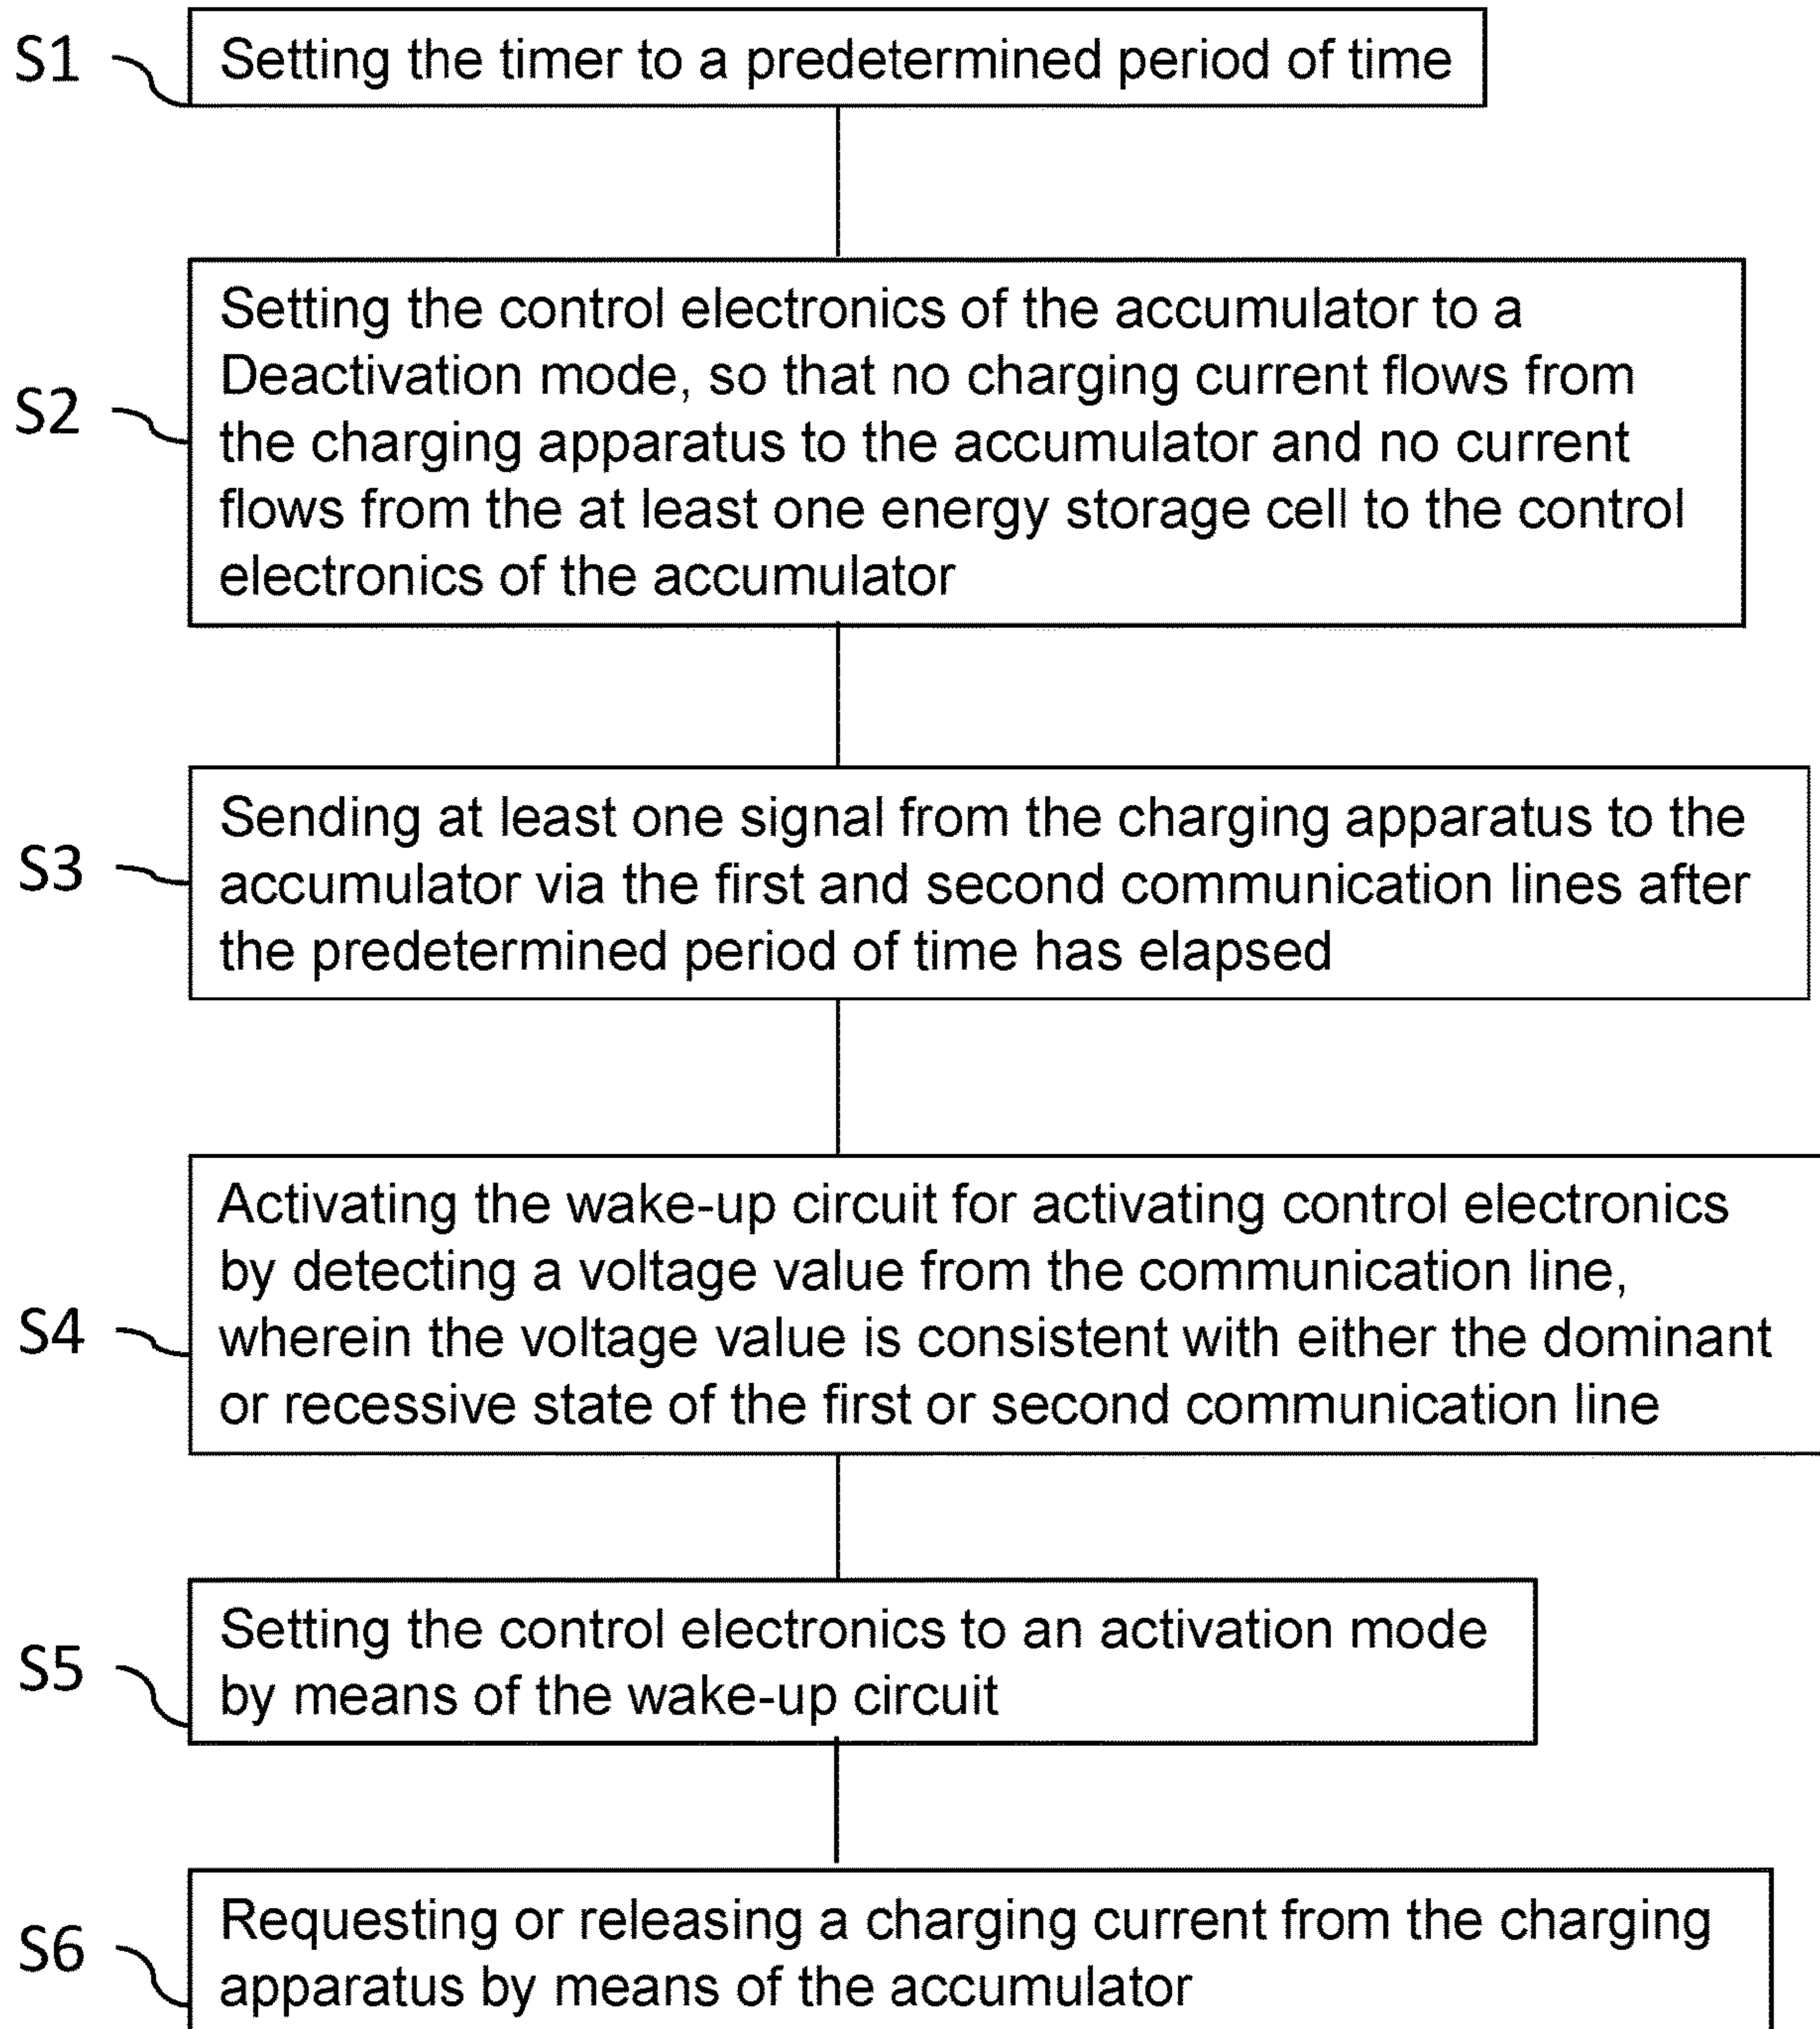 S1
Setting the timer to a predetermined period of time
S2
Setting the control electronics of the accumulator to a
Deactivation mode, so that no charging current flows from
the charging apparatus to the accumulator and no current
flows from the at least one energy storage cell to the control
electronics of the accumulator
S3
Sending at least one signal from the charging apparatus to the
accumulator via the first and second communication lines after
the predetermined period of time has elapsed
S4
Activating the wake-up circuit for activating control electronics
by detecting a voltage value from the communication line,
wherein the voltage value is consistent with either the dominant
or recessive state of the first or second communication line
S5
Setting the control electronics to an activation mode
by means of the wake-up circuit
S6
Requesting or releasing a charging current from the charging
apparatus by means of the accumulator